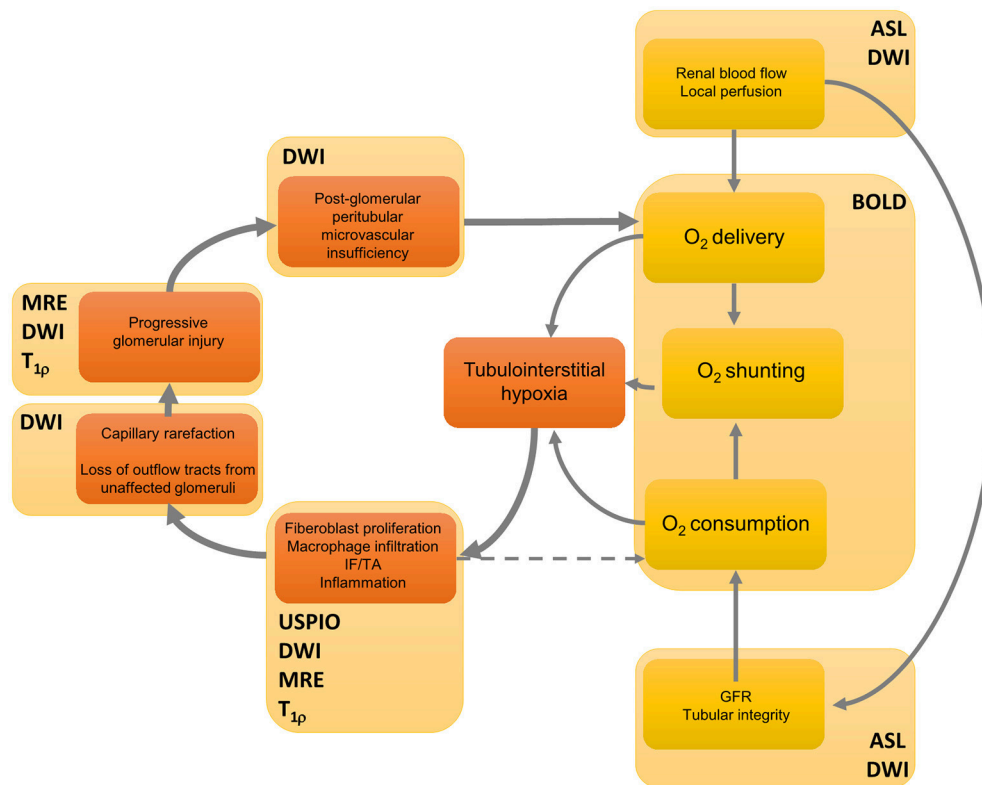 ASL
DWI
Renal blood flow
Local perfusion
DWI
Post-glomerular
peritubular
microvascular
insufficiency
BOLD
O₂ delivery
MRE
DWI
T₁ρ
Progressive
glomerular injury
Tubulointerstitial
hypoxia
O₂ shunting
DWI
Capillary rarefaction
Loss of outflow tracts from
unaffected glomeruli
O₂ consumption
Fiberoblast proliferation
Macrophage infiltration
IF/TA
Inflammation
USPIO
DWI
MRE
T₁ρ
GFR
Tubular integrity
ASL
DWI